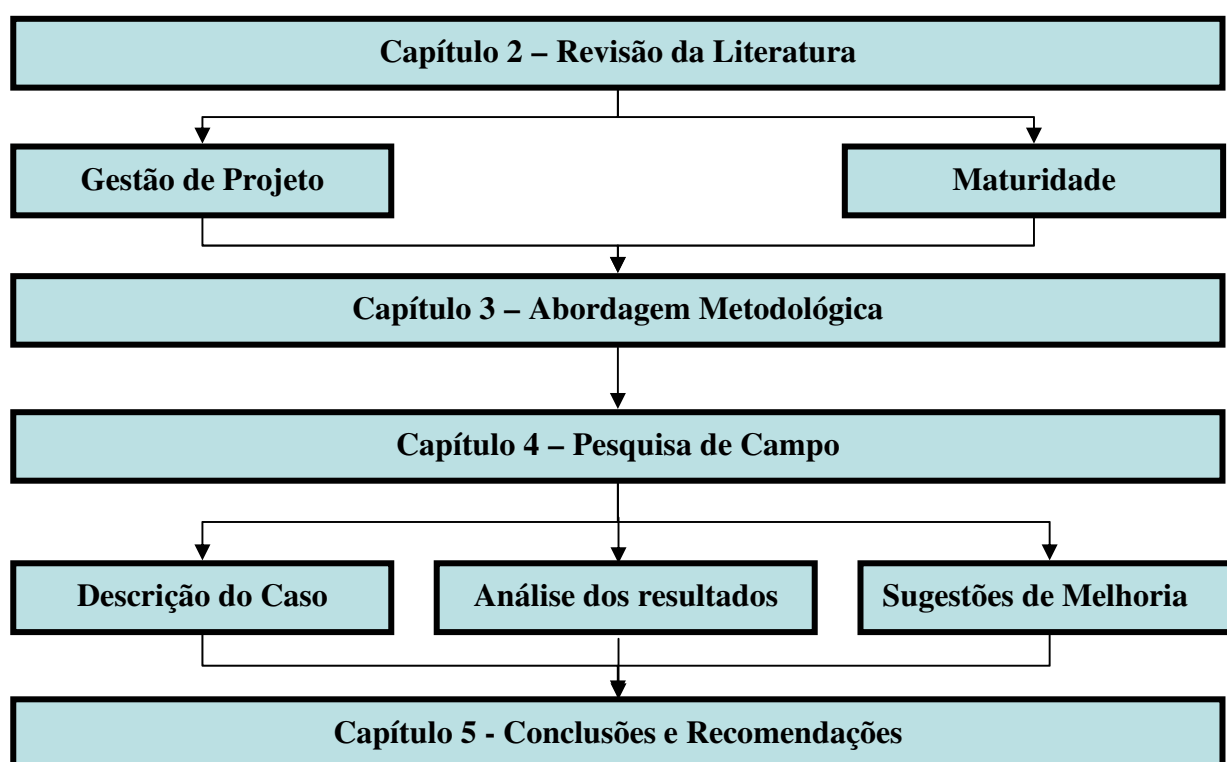 Capítulo 2 – Revisão da Literatura
Gestão de Projeto
Maturidade
Capítulo 3 – Abordagem Metodológica
Capítulo 4 – Pesquisa de Campo
Descrição do Caso
Análise dos resultados
Sugestões de Melhoria
Capítulo 5 - Conclusões e Recomendações